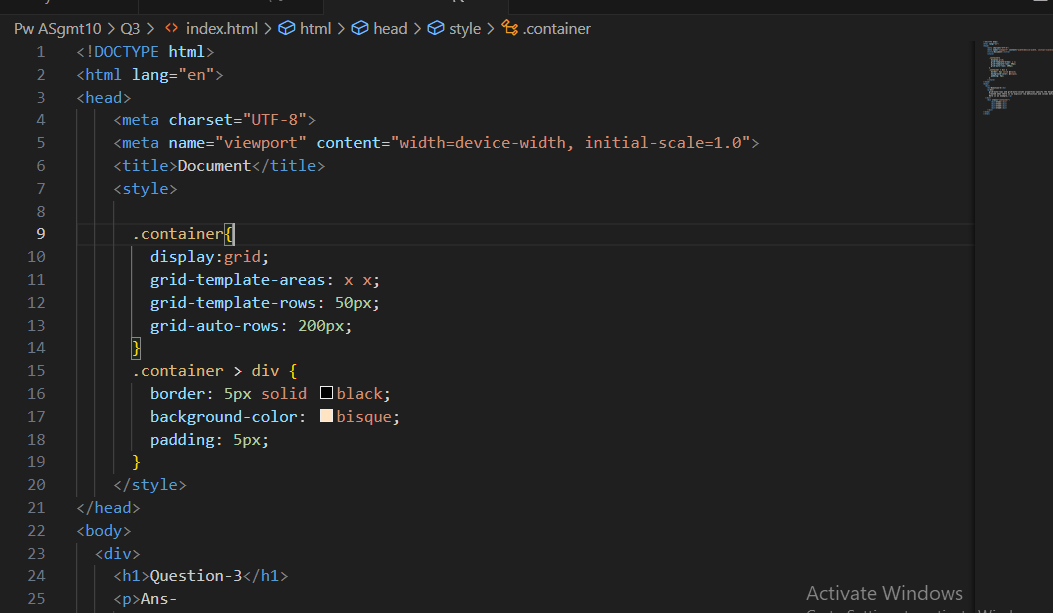 Pw ASgmt10 > Q3 > <> index.html > html > head > style > .container
1 <!DOCTYPE html>
2 <html lang="en">
3 <head>
4 <meta charset="UTF-8">
5 <meta name="viewport" content="width=device-width, initial-scale=1.0">
6 <title>Document</title>
7 <style>
8
9 .container{
10 display:grid;
11 grid-template-areas: x x;
12 grid-template-rows: 50px;
13 grid-auto-rows: 200px;
14 }
15 .container > div {
16 border: 5px solid black;
17 background-color: bisque;
18 padding: 5px;
19 }
20 </style>
21 </head>
22 <body>
23 <div>
24 <h1>Question-3</h1>
25 <p>Ans-
Activate Windows